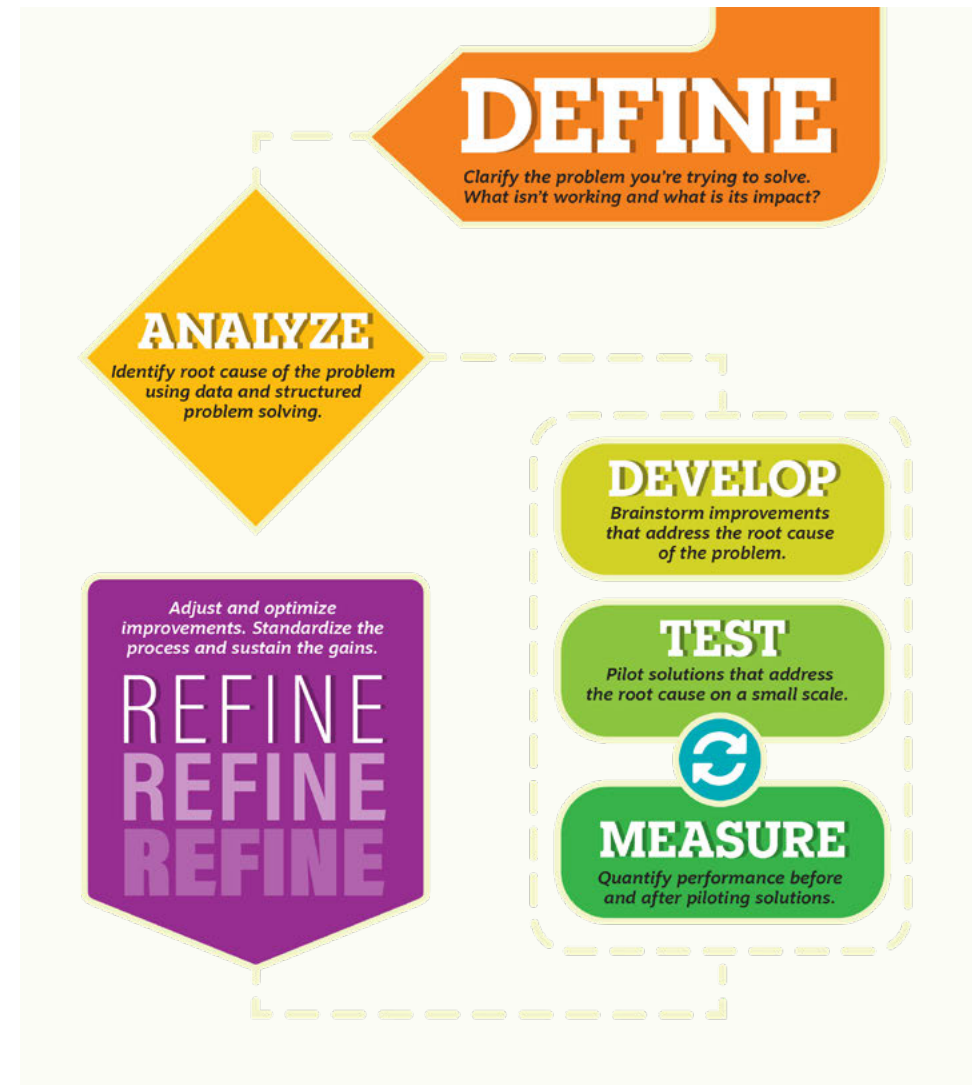 DEFINE
Clarify the problem you're trying to solve.
What isn't working and what is its impact?
ANALYZE
Identify root cause of the problem
using data and structured
problem solving.
DEVELOP
Brainstorm improvements
that address the root cause
of the problem.
TEST
Pilot solutions that address
the root cause on a small scale.
MEASURE
Quantify performance before
and after piloting solutions.
Adjust and optimize
improvements. Standardize the
process and sustain the gains.
REFINE
REFINE
REFINE